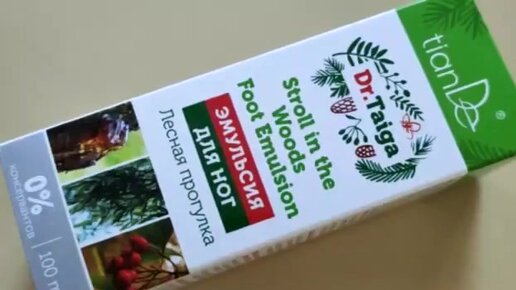 tianDe®
Dr.Taiga
Stroll in the
Woods
Foot Emulsion
ЭМУЛЬСИЯ
ДЛЯ НОГ
Лесная прогулка
0%
консервантов
100